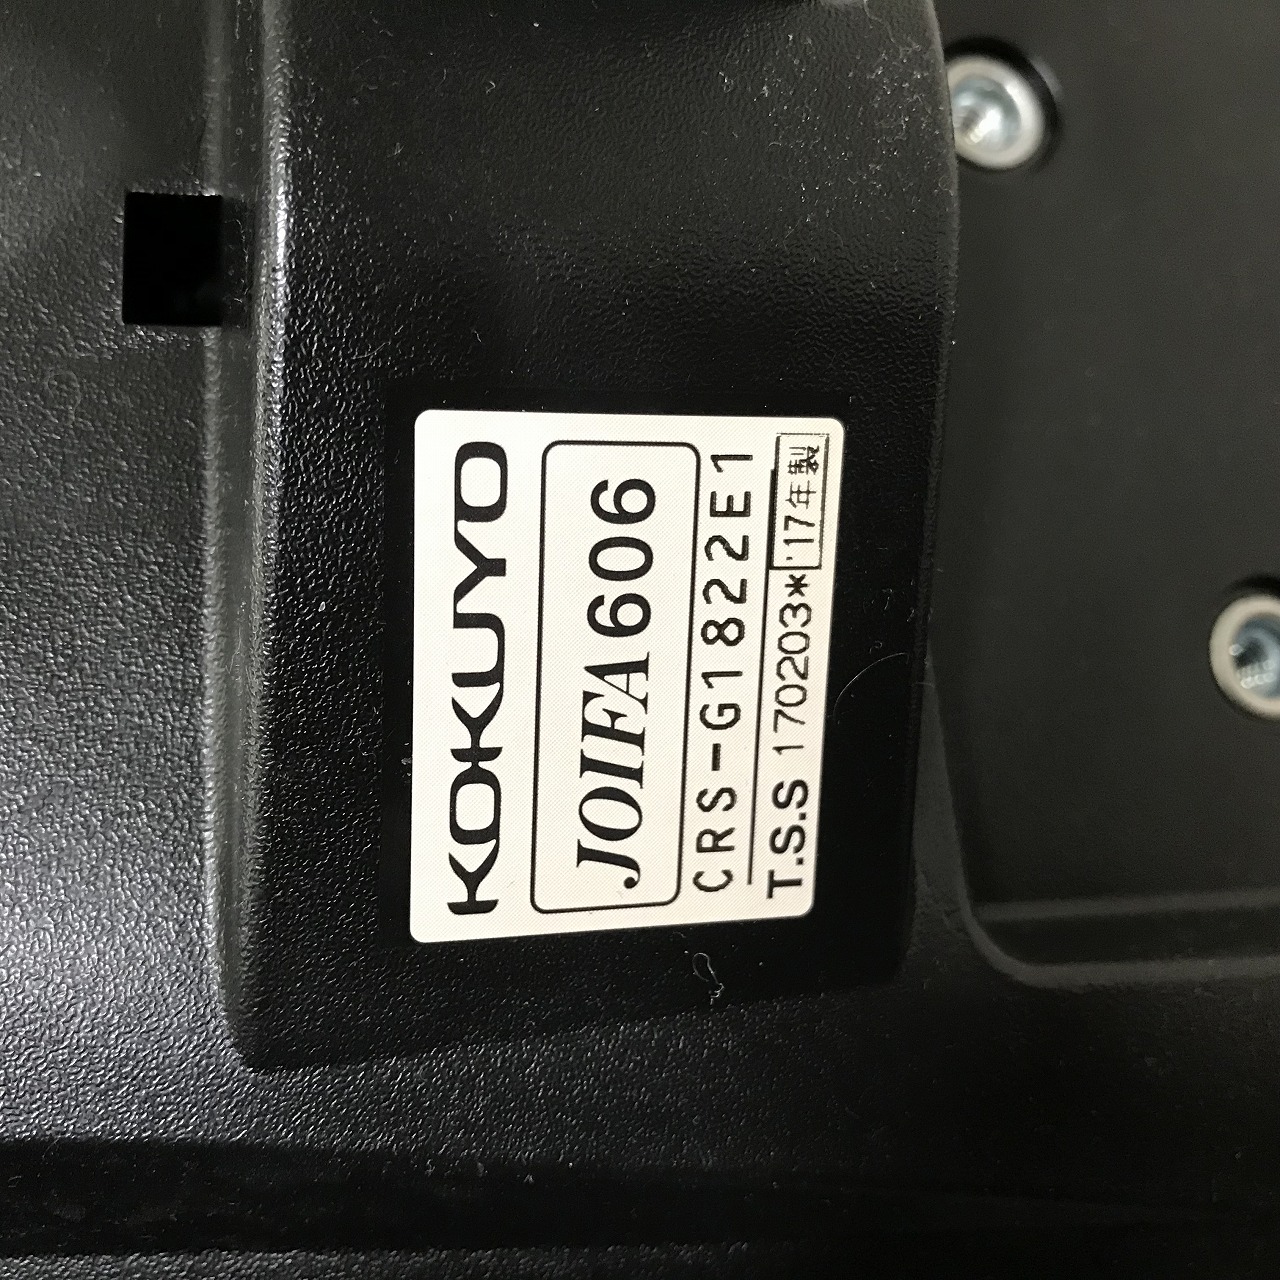 KOKUYO
JOIFA 606
CRS-G1822E1
T.S.S 170203* '17年製